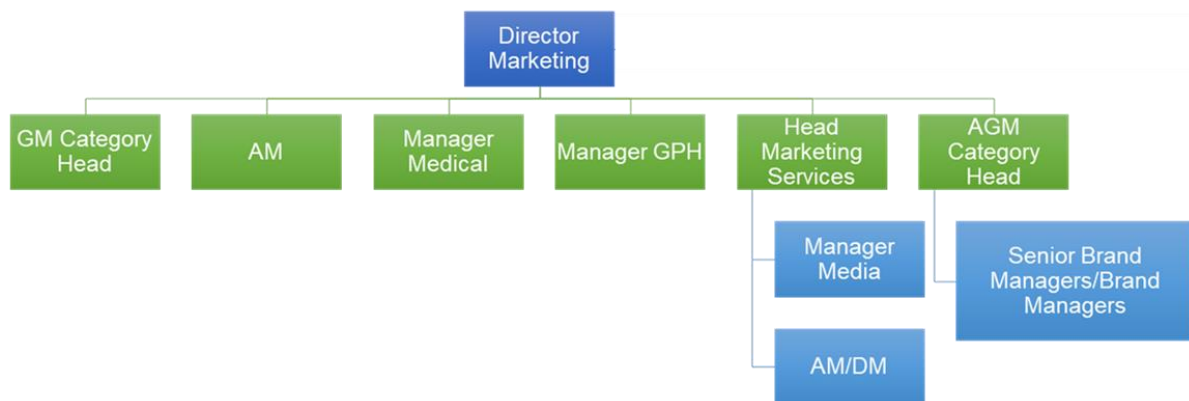 Director
Marketing
GM Category
Head
AM
Manager
Medical
Manager GPH
Head
Marketing
Services
AGM
Category
Head
Manager
Media
Senior Brand
Managers/Brand
Managers
AM/DM